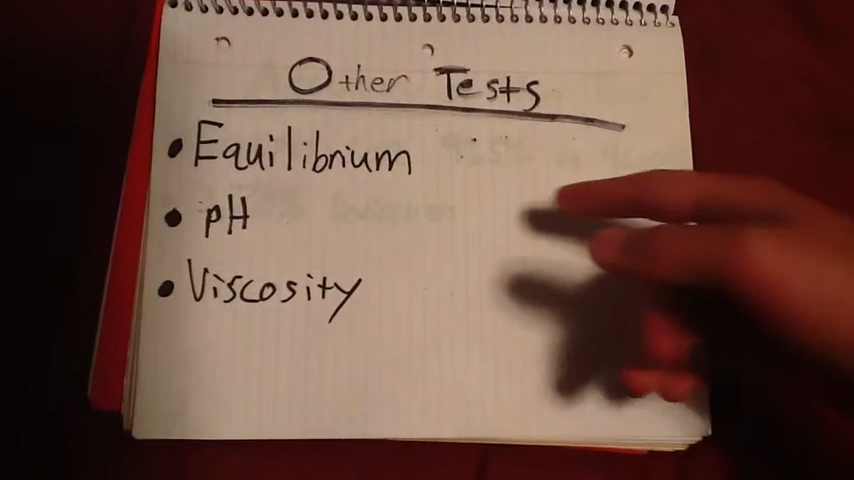 Other Tests
• Equilibrium
• pH
• Viscosity